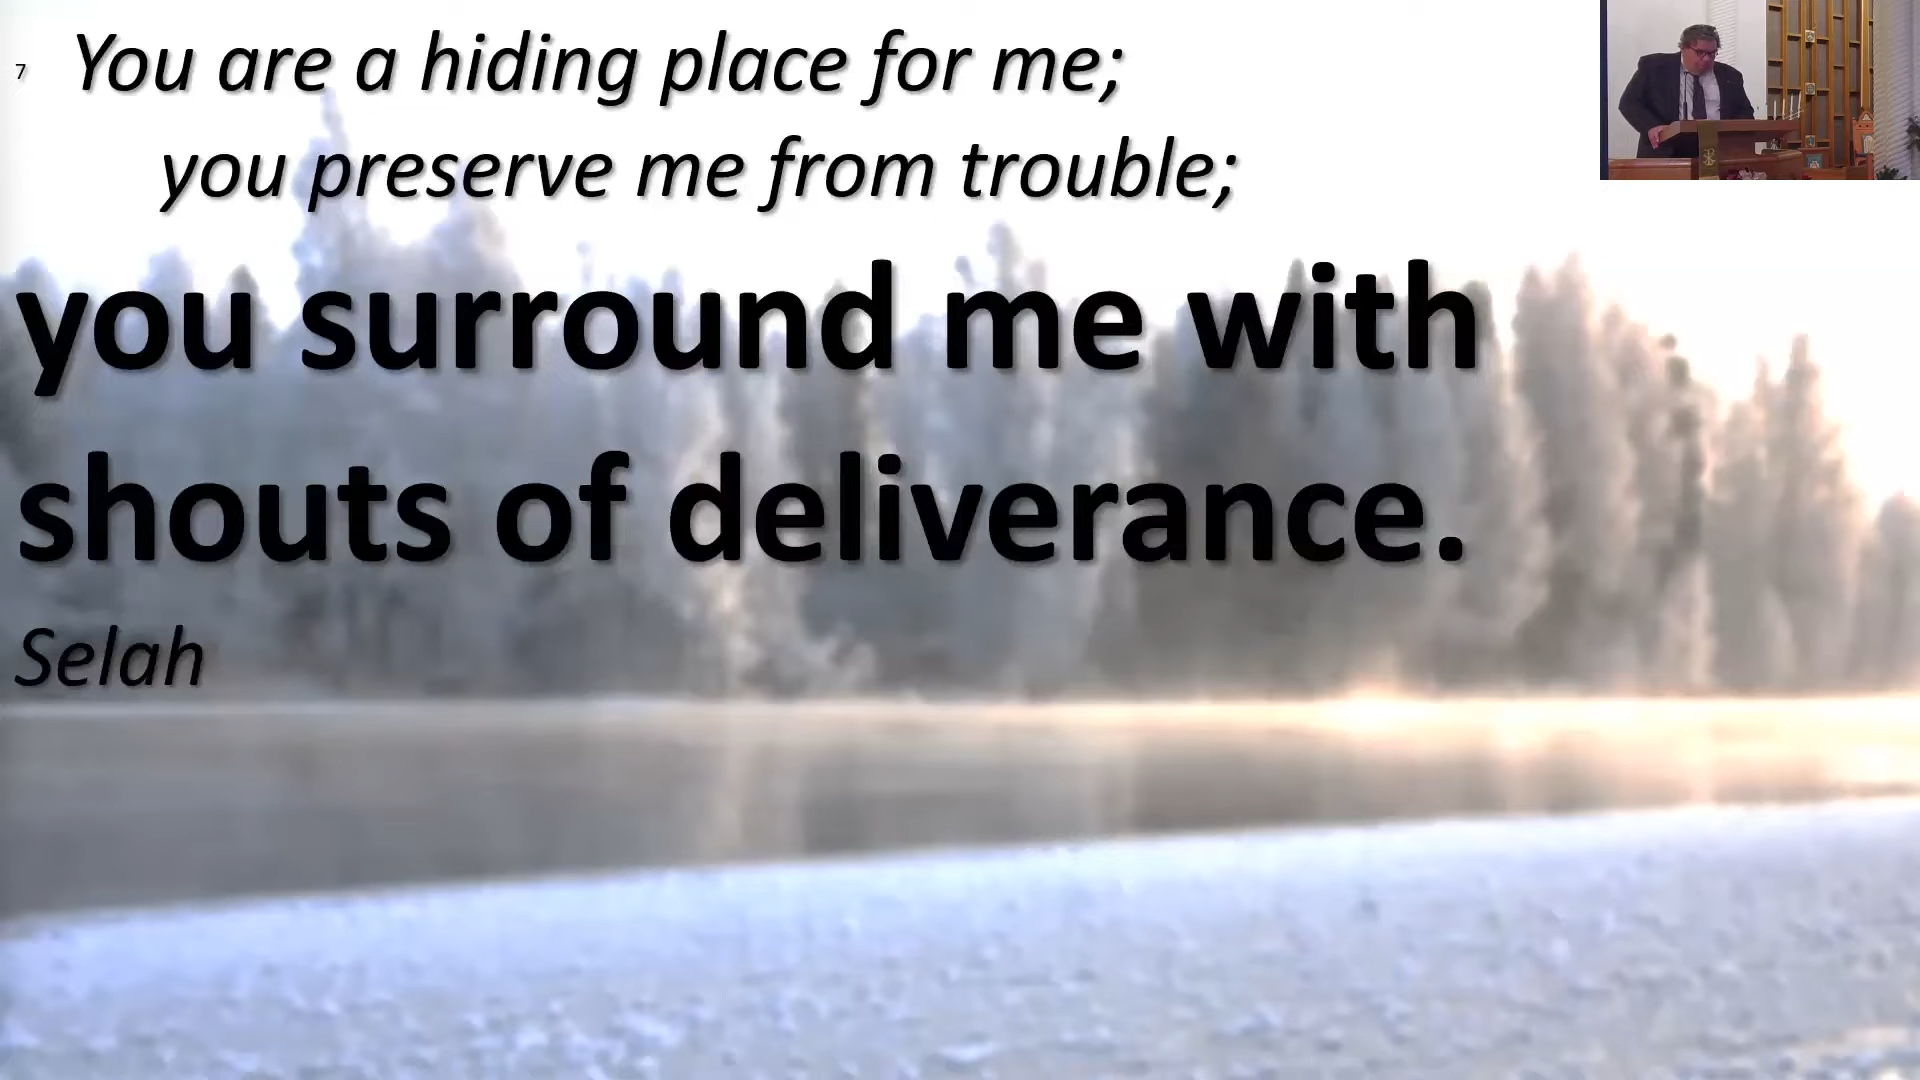 7 You are a hiding place for me;
you preserve me from trouble;
you surround me with
shouts of deliverance.
Selah